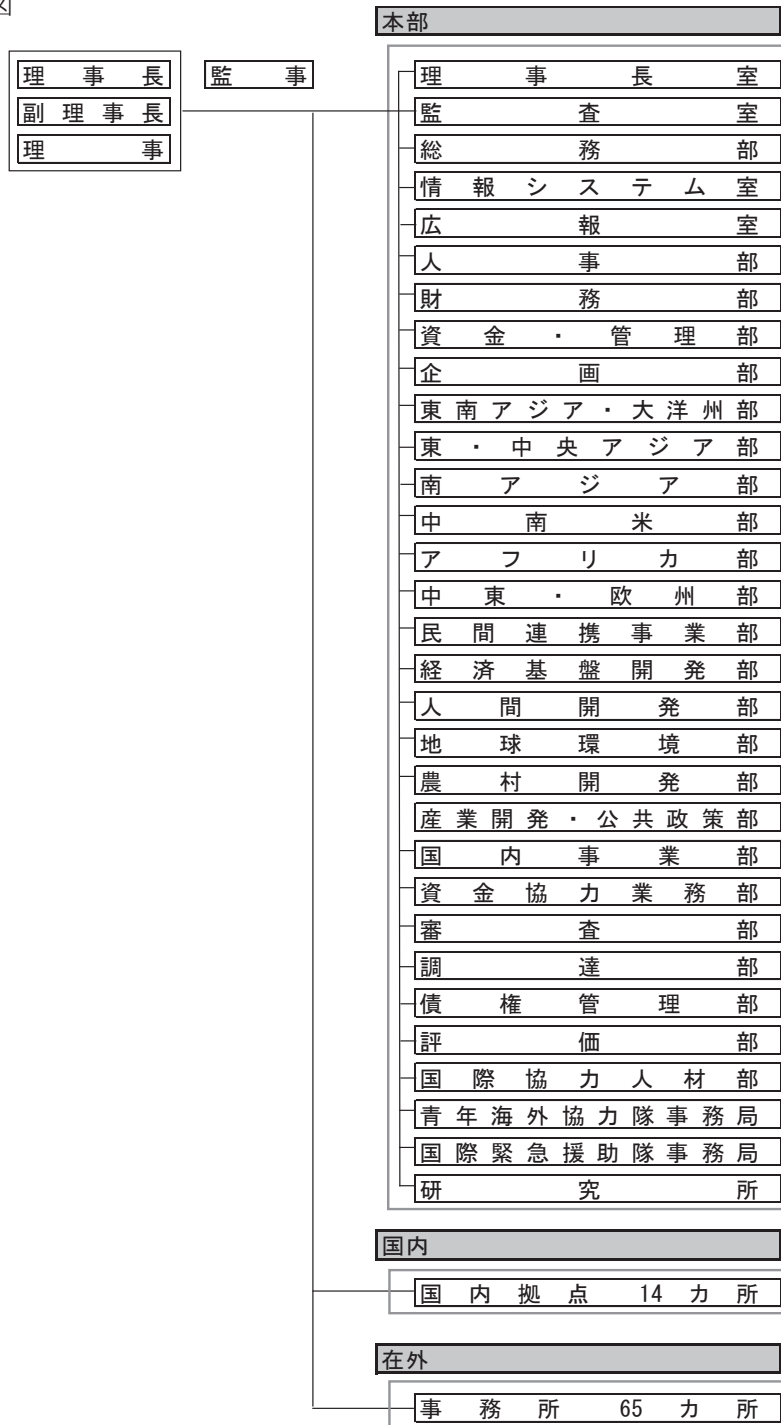 図
本部
理事長
監事
副理事長
理事
理事長室
監査室
総務部
情報システム室
広報室
人事部
財務部
資金・管理部
企画部
東南アジア・大洋州部
東・中央アジア部
南アジア部
中南米部
アフリカ部
中東・欧州部
民間連携事業部
経済基盤開発部
人間開発部
地球環境部
農村開発部
産業開発・公共政策部
国内事業部
資金協力業務部
審査部
調達部
債権管理部
評価部
国際協力人材部
青年海外協力隊事務局
国際緊急援助隊事務局
研究所
国内
国内拠点 14カ所
在外
事務所 65カ所